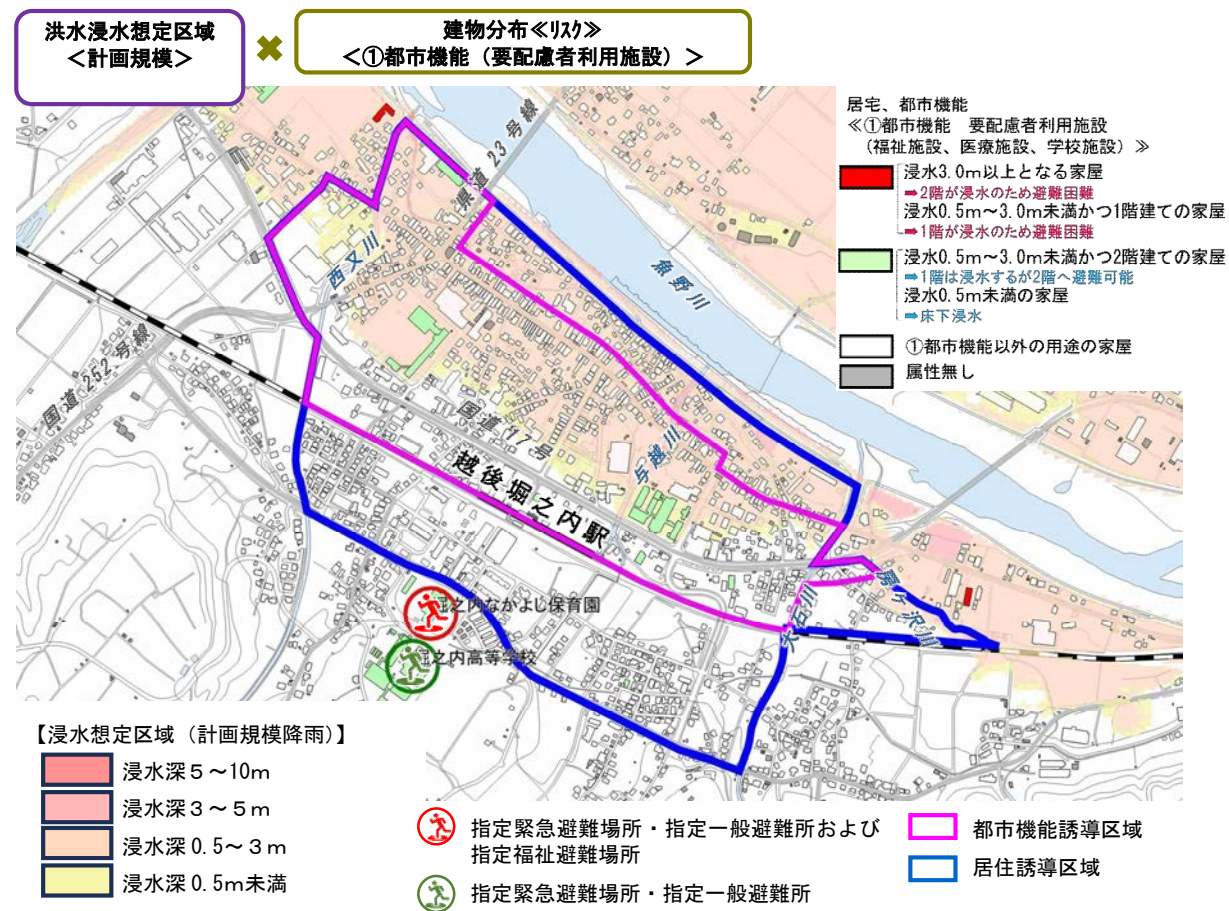 洪水浸水想定区域
＜計画規模＞
建物分布≪リスク≫
＜①都市機能（要配慮者利用施設）＞
居宅、都市機能
≪①都市機能　要配慮者利用施設
（福祉施設、医療施設、学校施設）≫
浸水3.0m以上となる家屋
➡2階が浸水のため避難困難
浸水0.5m～3.0m未満かつ1階建ての家屋
➡1階が浸水のため避難困難
浸水0.5m～3.0m未満かつ2階建ての家屋
➡1階は浸水するが2階へ避難可能
浸水0.5m未満の家屋
➡床下浸水
①都市機能以外の用途の家屋
属性無し
県道 23 号線
西又川
魚野川
国道 252 号線
国道 17 号
与越川
越後堀之内駅
大石川
堀之内なかよし保育園
堀之内高等学校
【浸水想定区域（計画規模降雨）】
浸水深５～10ｍ
浸水深３～５ｍ
浸水深 0.5～３ｍ
浸水深 0.5ｍ未満
指定緊急避難場所・指定一般避難所および
指定福祉避難場所
指定緊急避難場所・指定一般避難所
都市機能誘導区域
居住誘導区域